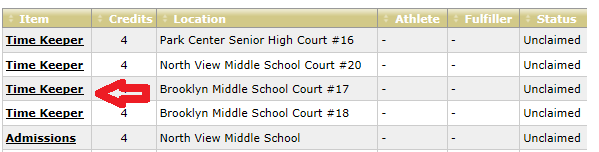 Item Credits Location Athlete Fulfiller Status
Time Keeper 4 Park Center Senior High Court #16 - - Unclaimed
Time Keeper 4 North View Middle School Court #20 - - Unclaimed
Time Keeper Brooklyn Middle School Court #17 - - Unclaimed
Time Keeper 4 Brooklyn Middle School Court #18 - - Unclaimed
Admissions 4 North View Middle School - - Unclaimed